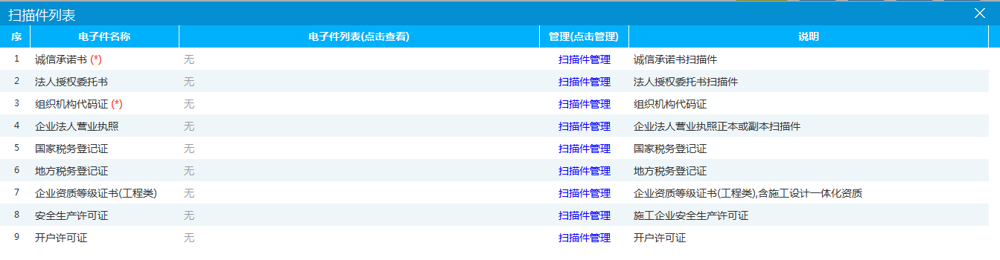 扫描件列表
序 电子件名称 电子件列表(点击查看) 管理(点击管理) 说明
1 诚信承诺书 (*) 无 扫描件管理 诚信承诺书扫描件
2 法人授权委托书 无 扫描件管理 法人授权委托书扫描件
3 组织机构代码证 (*) 无 扫描件管理 组织机构代码证
4 企业法人营业执照 无 扫描件管理 企业法人营业执照正本或副本扫描件
5 国家税务登记证 无 扫描件管理 国家税务登记证
6 地方税务登记证 无 扫描件管理 地方税务登记证
7 企业资质等级证书(工程类) 无 扫描件管理 企业资质等级证书(工程类),含施工设计一体化资质
8 安全生产许可证 无 扫描件管理 施工企业安全生产许可证
9 开户许可证 无 扫描件管理 开户许可证